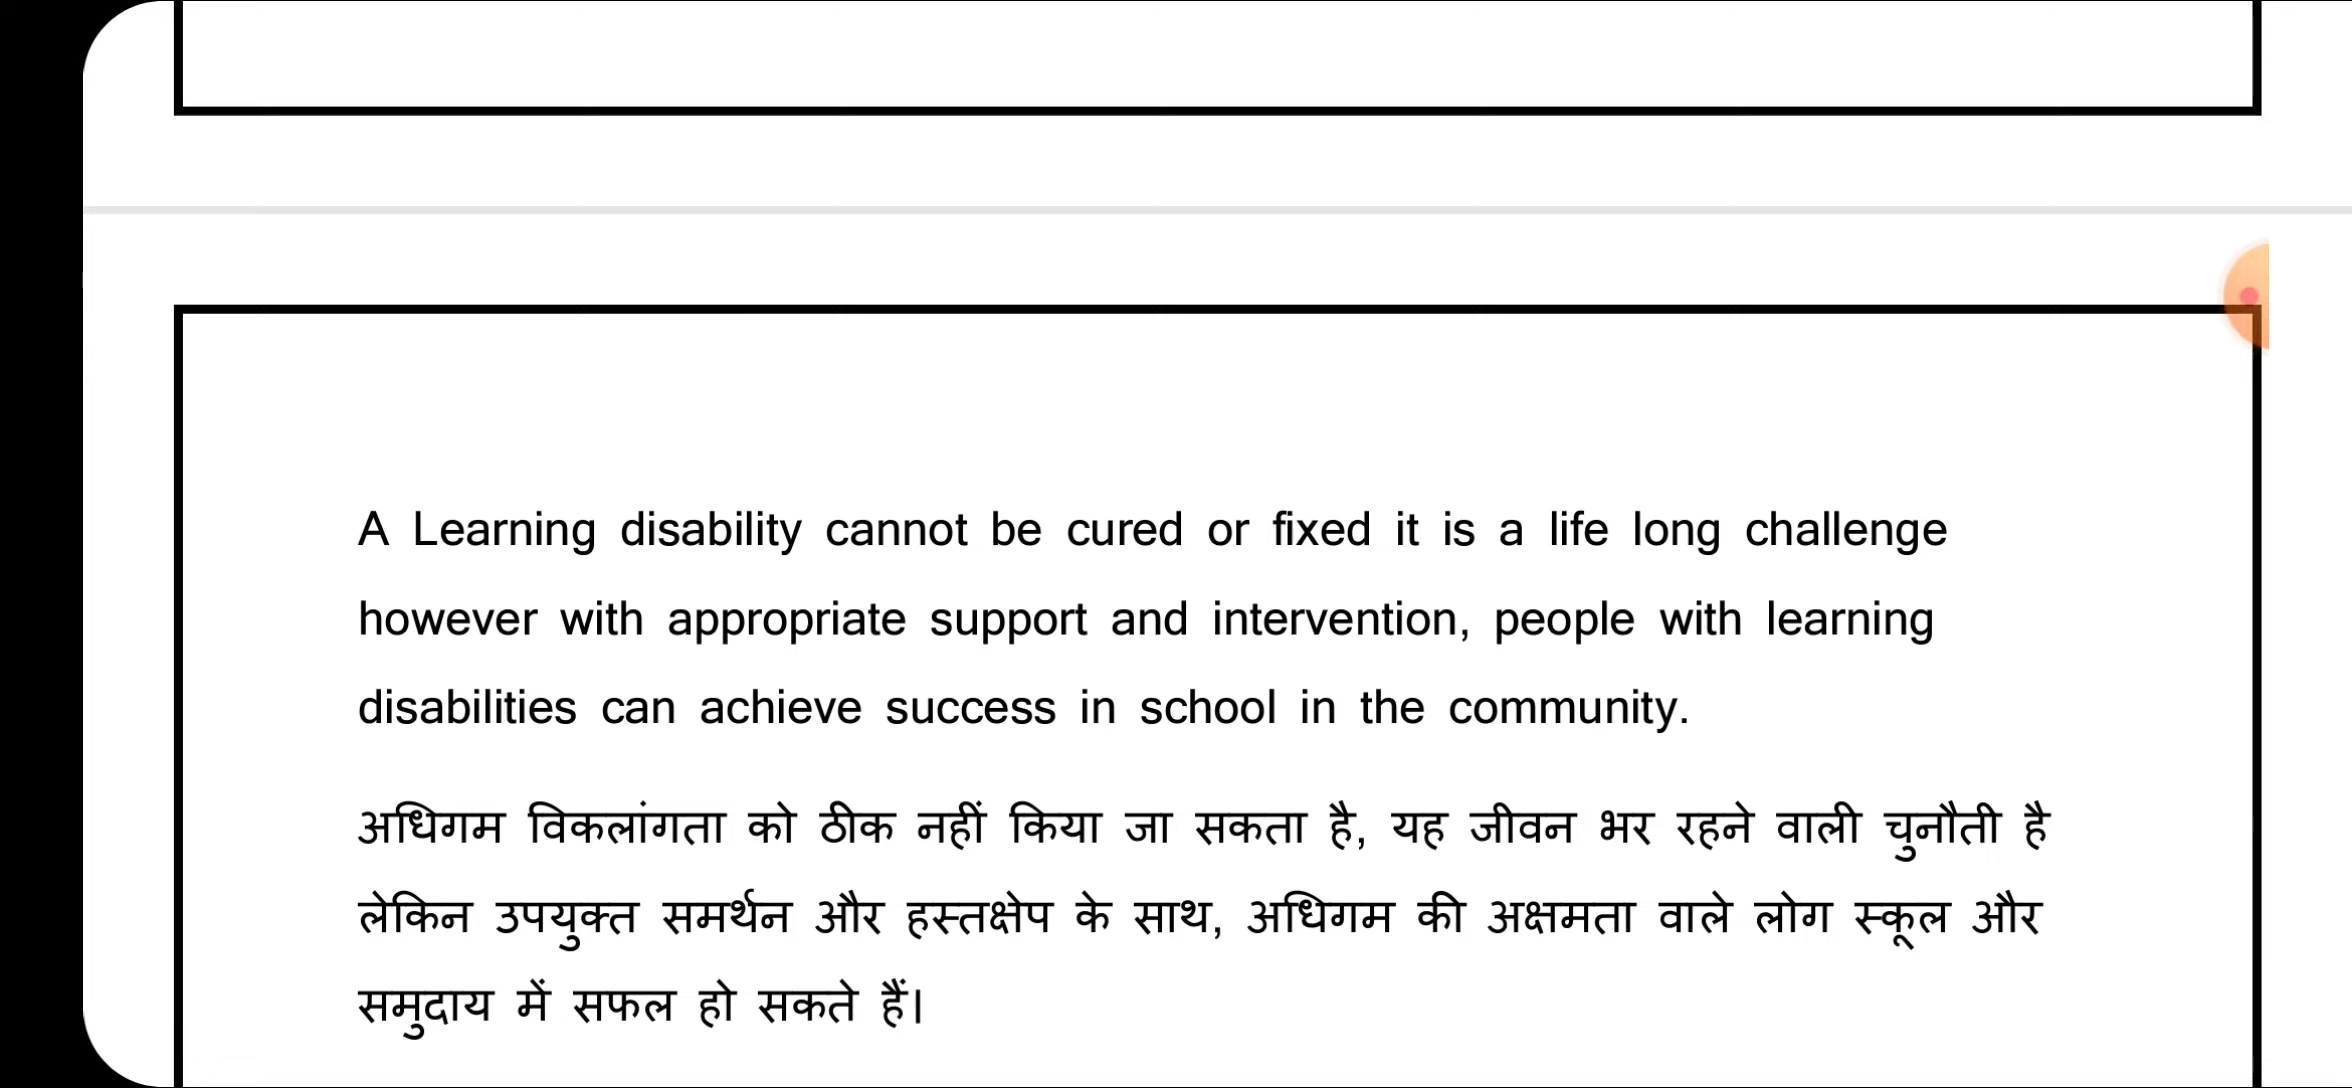 A Learning disability cannot be cured or fixed it is a life long challenge
however with appropriate support and intervention, people with learning
disabilities can achieve success in school in the community.
अधिगम विकलांगता को ठीक नहीं किया जा सकता है, यह जीवन भर रहने वाली चुनौती है
लेकिन उपयुक्त समर्थन और हस्तक्षेप के साथ, अधिगम की अक्षमता वाले लोग स्कूल और
समुदाय में सफल हो सकते हैं।